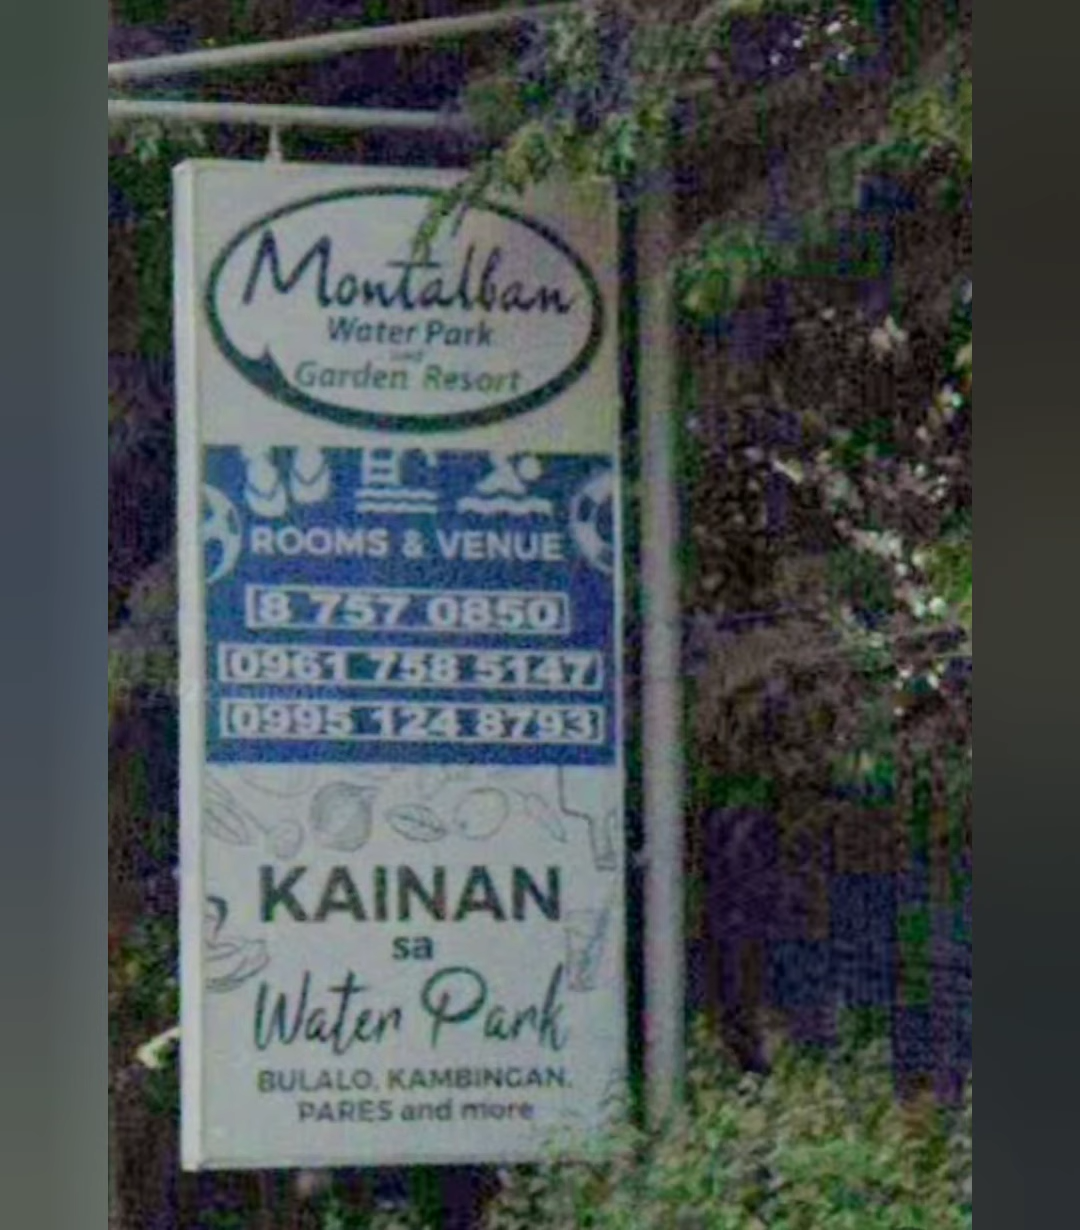 Montalban
Water Park
and
Garden Resort
ROOMS & VENUE
8 757 0850
0961 758 5147
0995 124 8793
KAINAN
sa
Water Park
BULALO, KAMBINGAN,
PARES and more